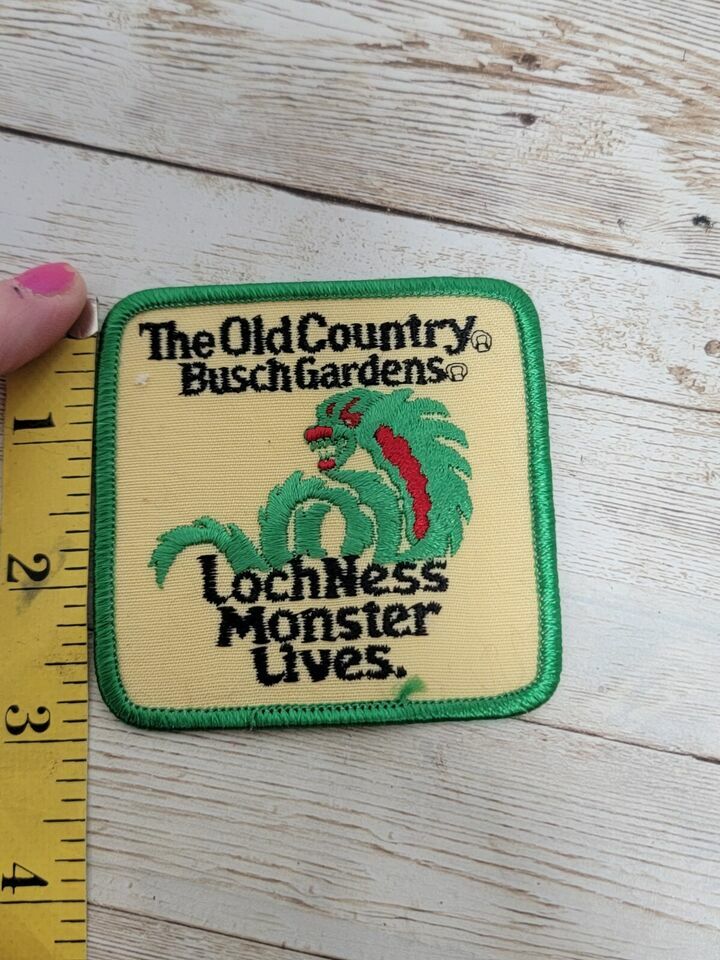 The Old Country®
Busch Gardens®
Loch Ness
Monster
Lives.
1
2
3
4